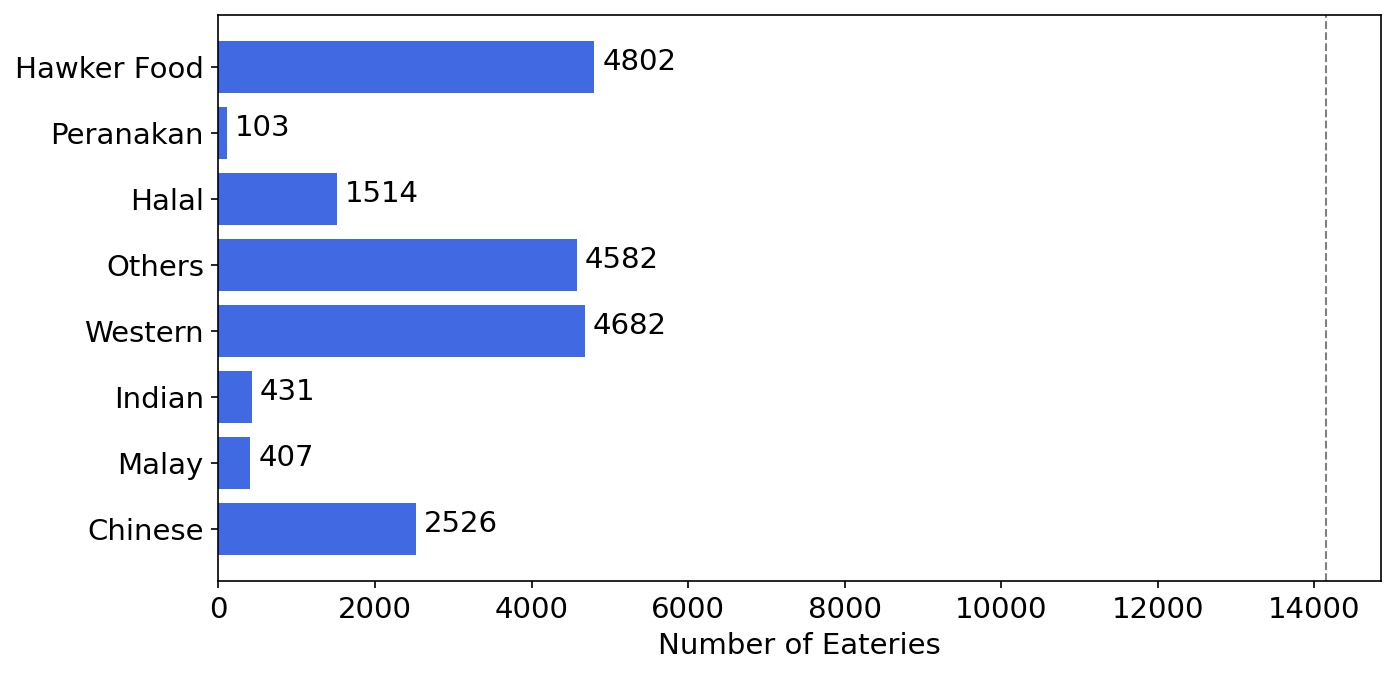 Hawker Food 4802
Peranakan 103
Halal 1514
Others 4582
Western 4682
Indian 431
Malay 407
Chinese 2526
0 2000 4000 6000 8000 10000 12000 14000
Number of Eateries